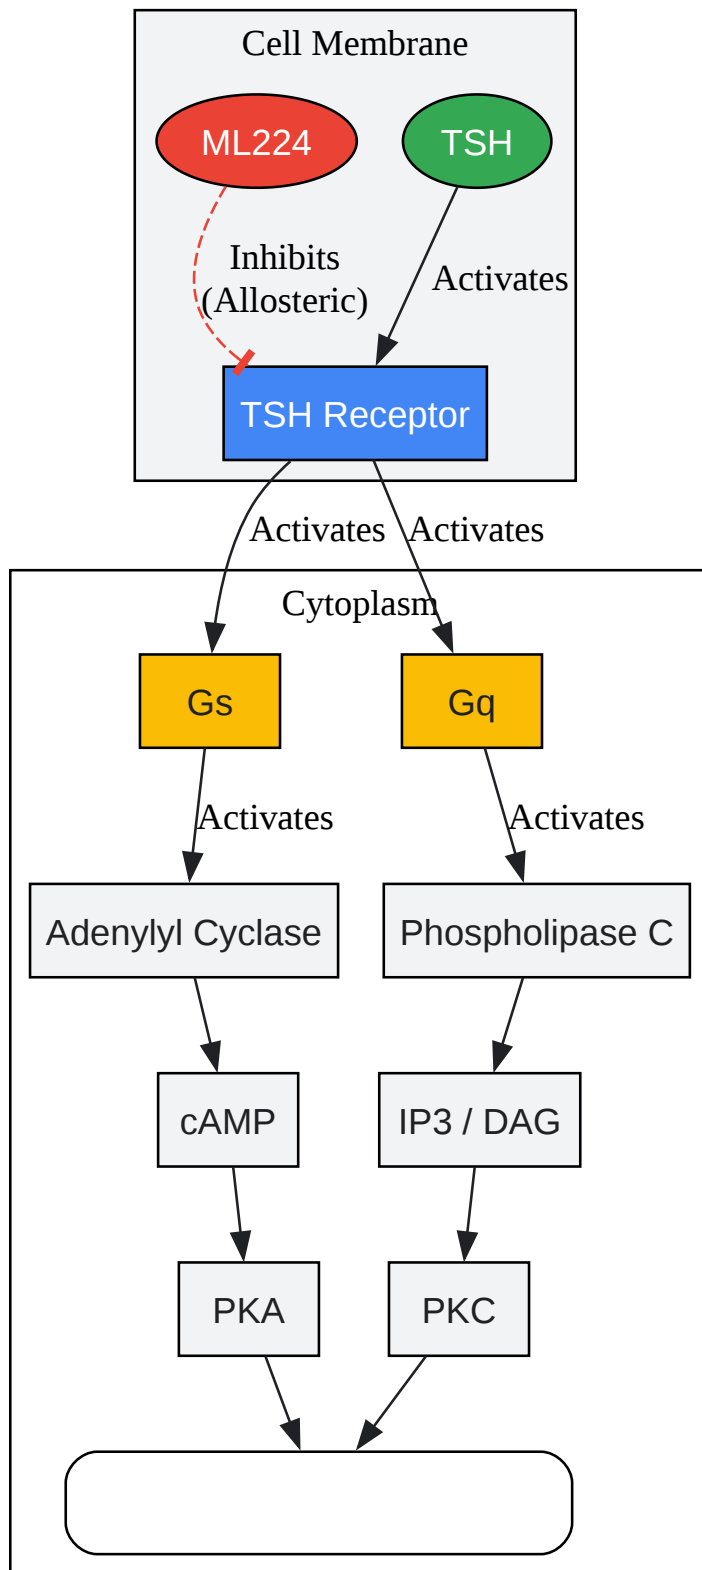 Cell Membrane
ML224
TSH
Inhibits
(Allosteric)
Activates
TSH Receptor
Activates
Activates
Cytoplasm
Gs
Gq
Activates
Activates
Adenylyl Cyclase
Phospholipase C
cAMP
IP3 / DAG
PKA
PKC